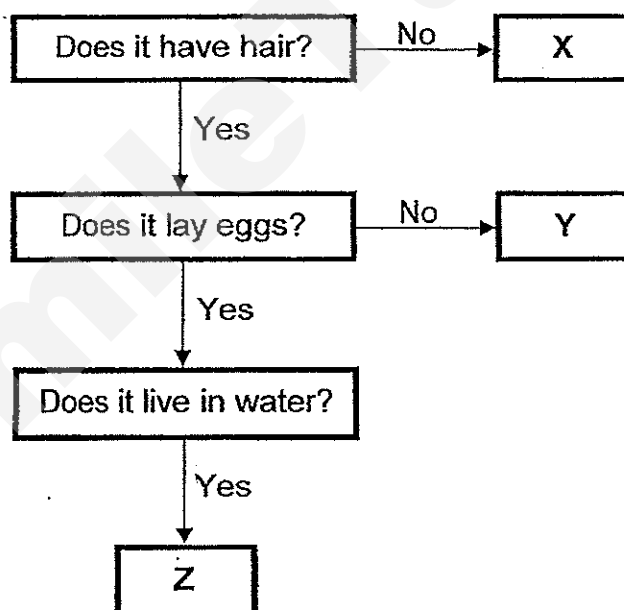 Does it have hair?
No
X
Yes
Does it lay eggs?
No
Y
Yes
Does it live in water?
Yes
Z